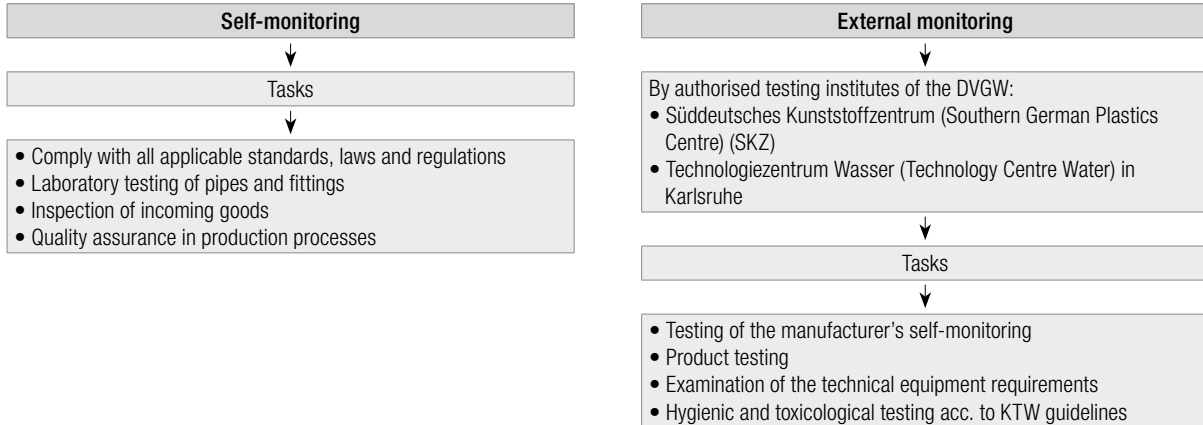 Self-monitoring
Tasks
• Comply with all applicable standards, laws and regulations
• Laboratory testing of pipes and fittings
• Inspection of incoming goods
• Quality assurance in production processes
External monitoring
By authorised testing institutes of the DVGW:
• Süddeutsches Kunststoffzentrum (Southern German Plastics
Centre) (SKZ)
• Technologiezentrum Wasser (Technology Centre Water) in
Karlsruhe
Tasks
• Testing of the manufacturer’s self-monitoring
• Product testing
• Examination of the technical equipment requirements
• Hygienic and toxicological testing acc. to KTW guidelines